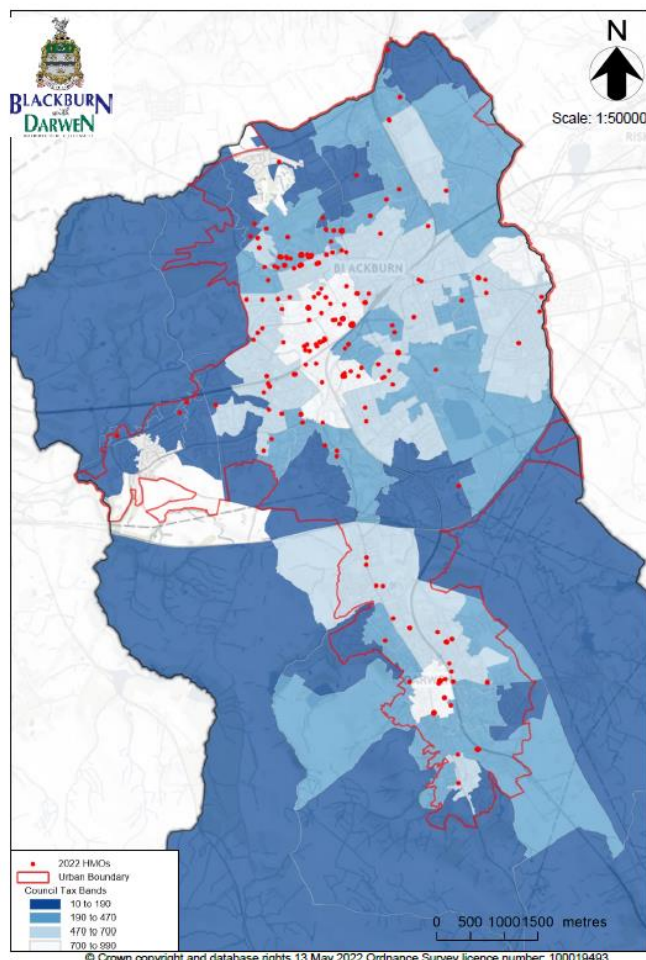 BLACKBURN
with
DARWEN
N
Scale: 1:50000
RISH
BLACKBURN
2022 HMOs
Urban Boundary
Council Tax Bands
10 to 190
190 to 470
470 to 700
700 to 990
0 500 1000 1500 metres
© Crown copyright and database rights 13 May 2022 Ordnance Survey licence number: 100019493